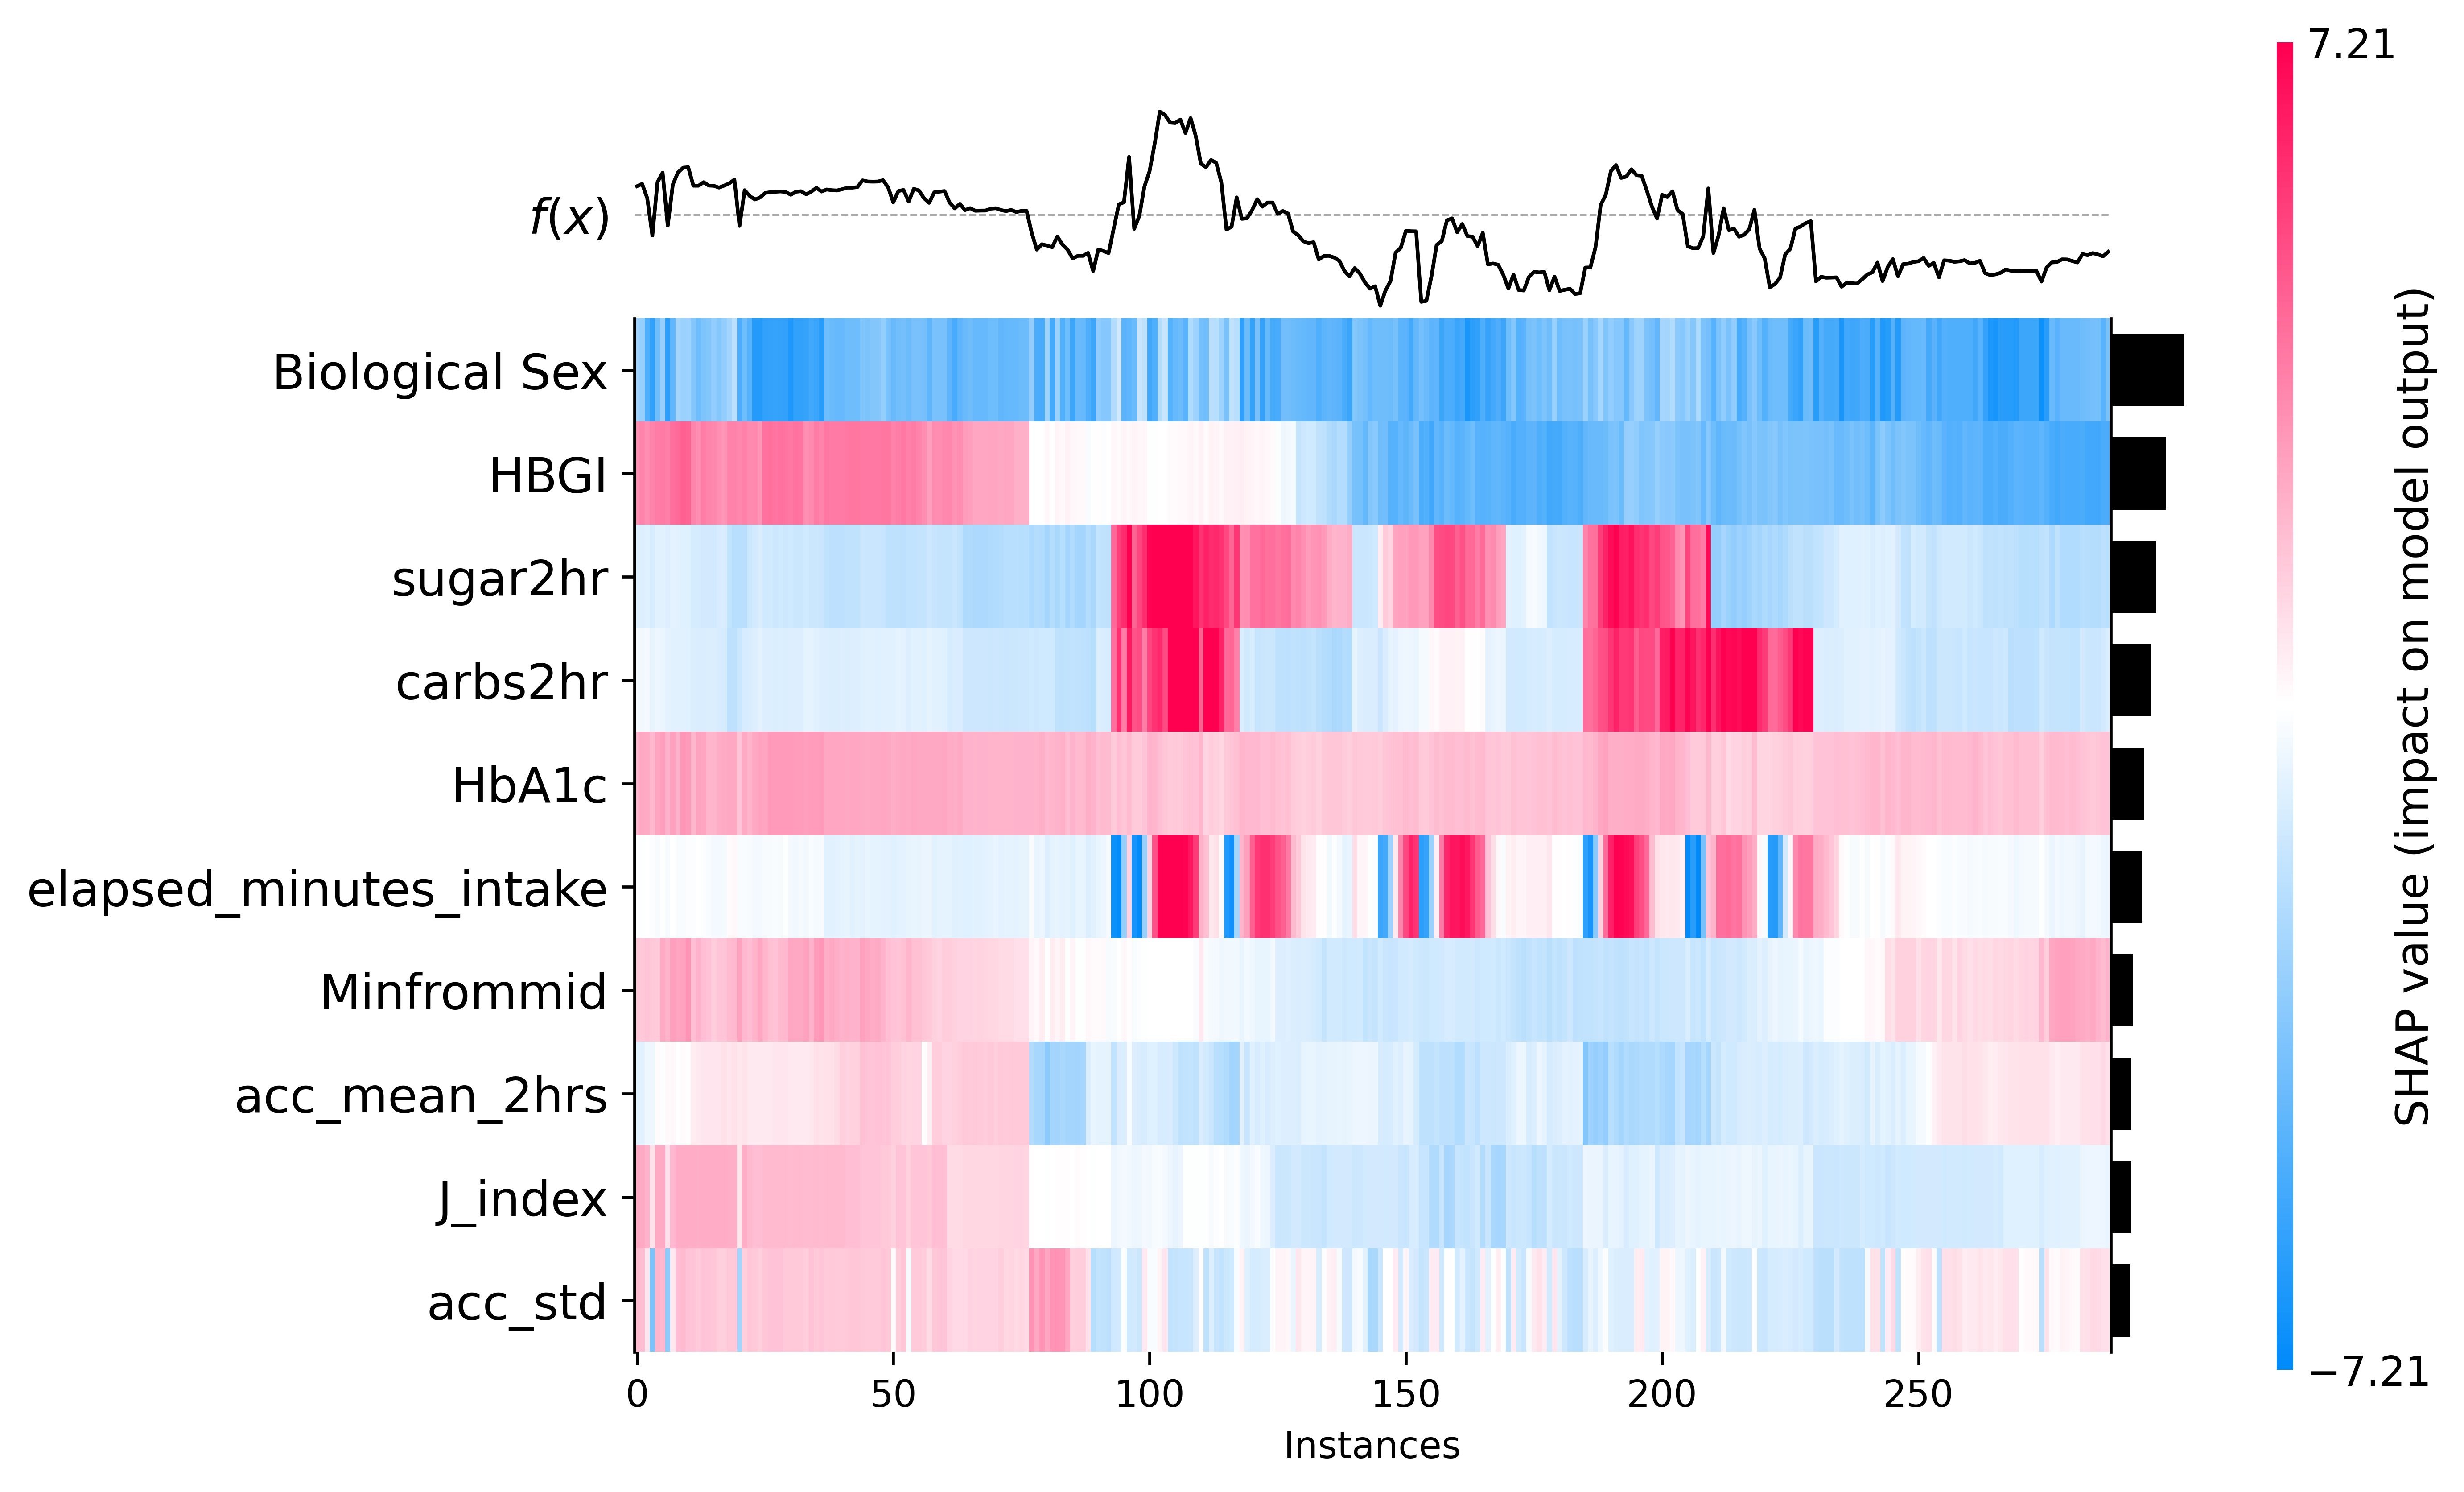 7.21
f(x)
Biological Sex
HBGI
sugar2hr
carbs2hr
HbA1c
elapsed_minutes_intake
Minfrommid
acc_mean_2hrs
J_index
acc_std
0 50 100 150 200 250
Instances
−7.21
SHAP value (impact on model output)